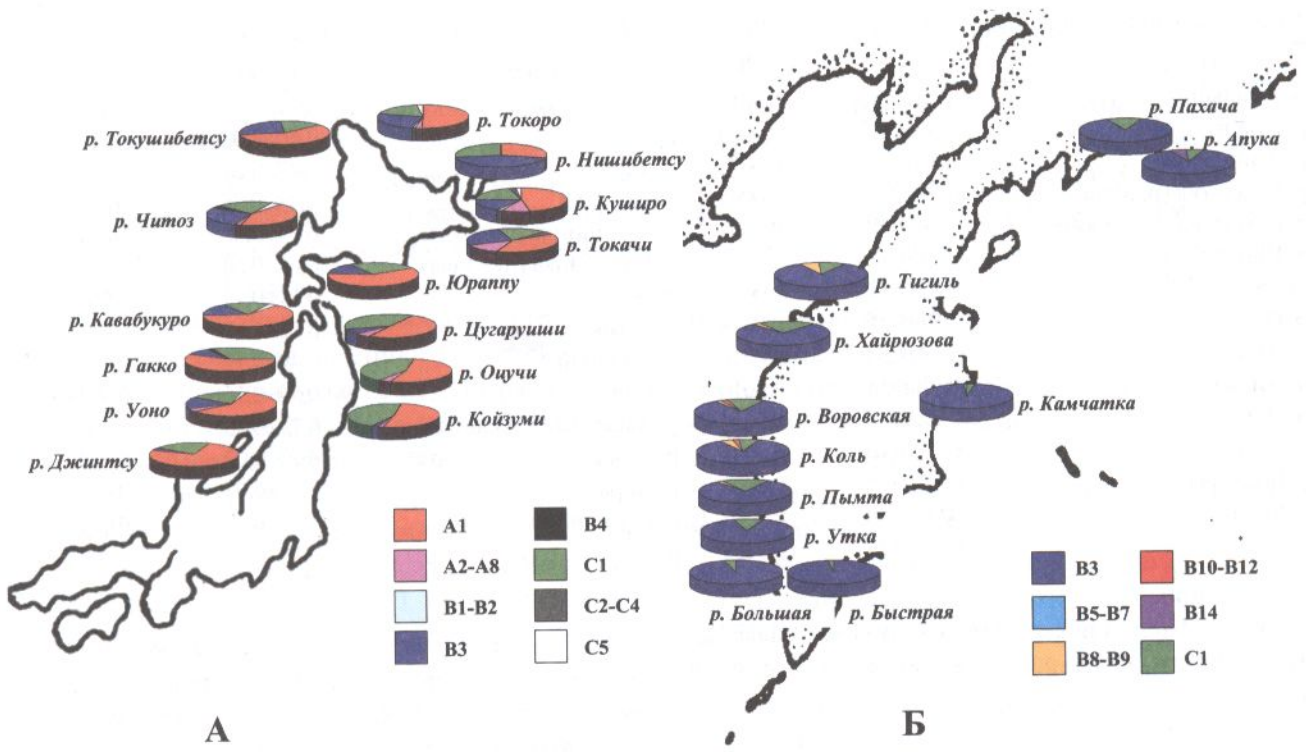 р. Токоро
р. Токушибетсу
р. Нишибетсу
р. Куширо
р. Читоз
р. Токачи
р. Юраппу
р. Кавабукуро
р. Цугаруиши
р. Гакко
р. Оцучи
р. Уоно
р. Койзуми
р. Джинтсу
A1
B4
A2-A8
C1
B1-B2
C2-C4
B3
C5
А
р. Пахача
р. Апука
р. Тигиль
р. Хайрюзова
р. Камчатка
р. Воровская
р. Коль
р. Пымта
р. Утка
р. Большая
р. Быстрая
B3
B10-B12
B5-B7
B14
B8-B9
C1
Б